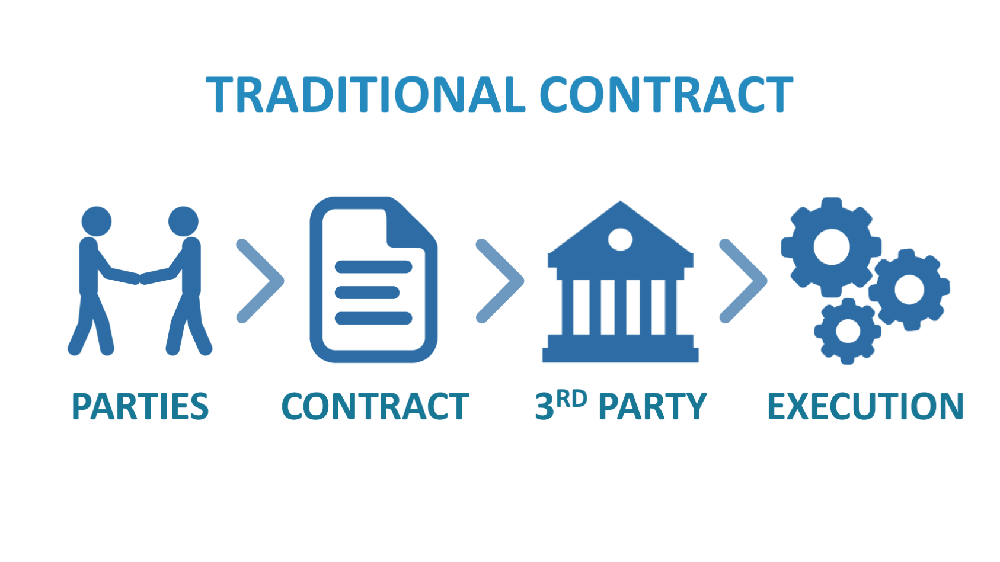 TRADITIONAL CONTRACT
PARTIES
CONTRACT
3RD PARTY
EXECUTION